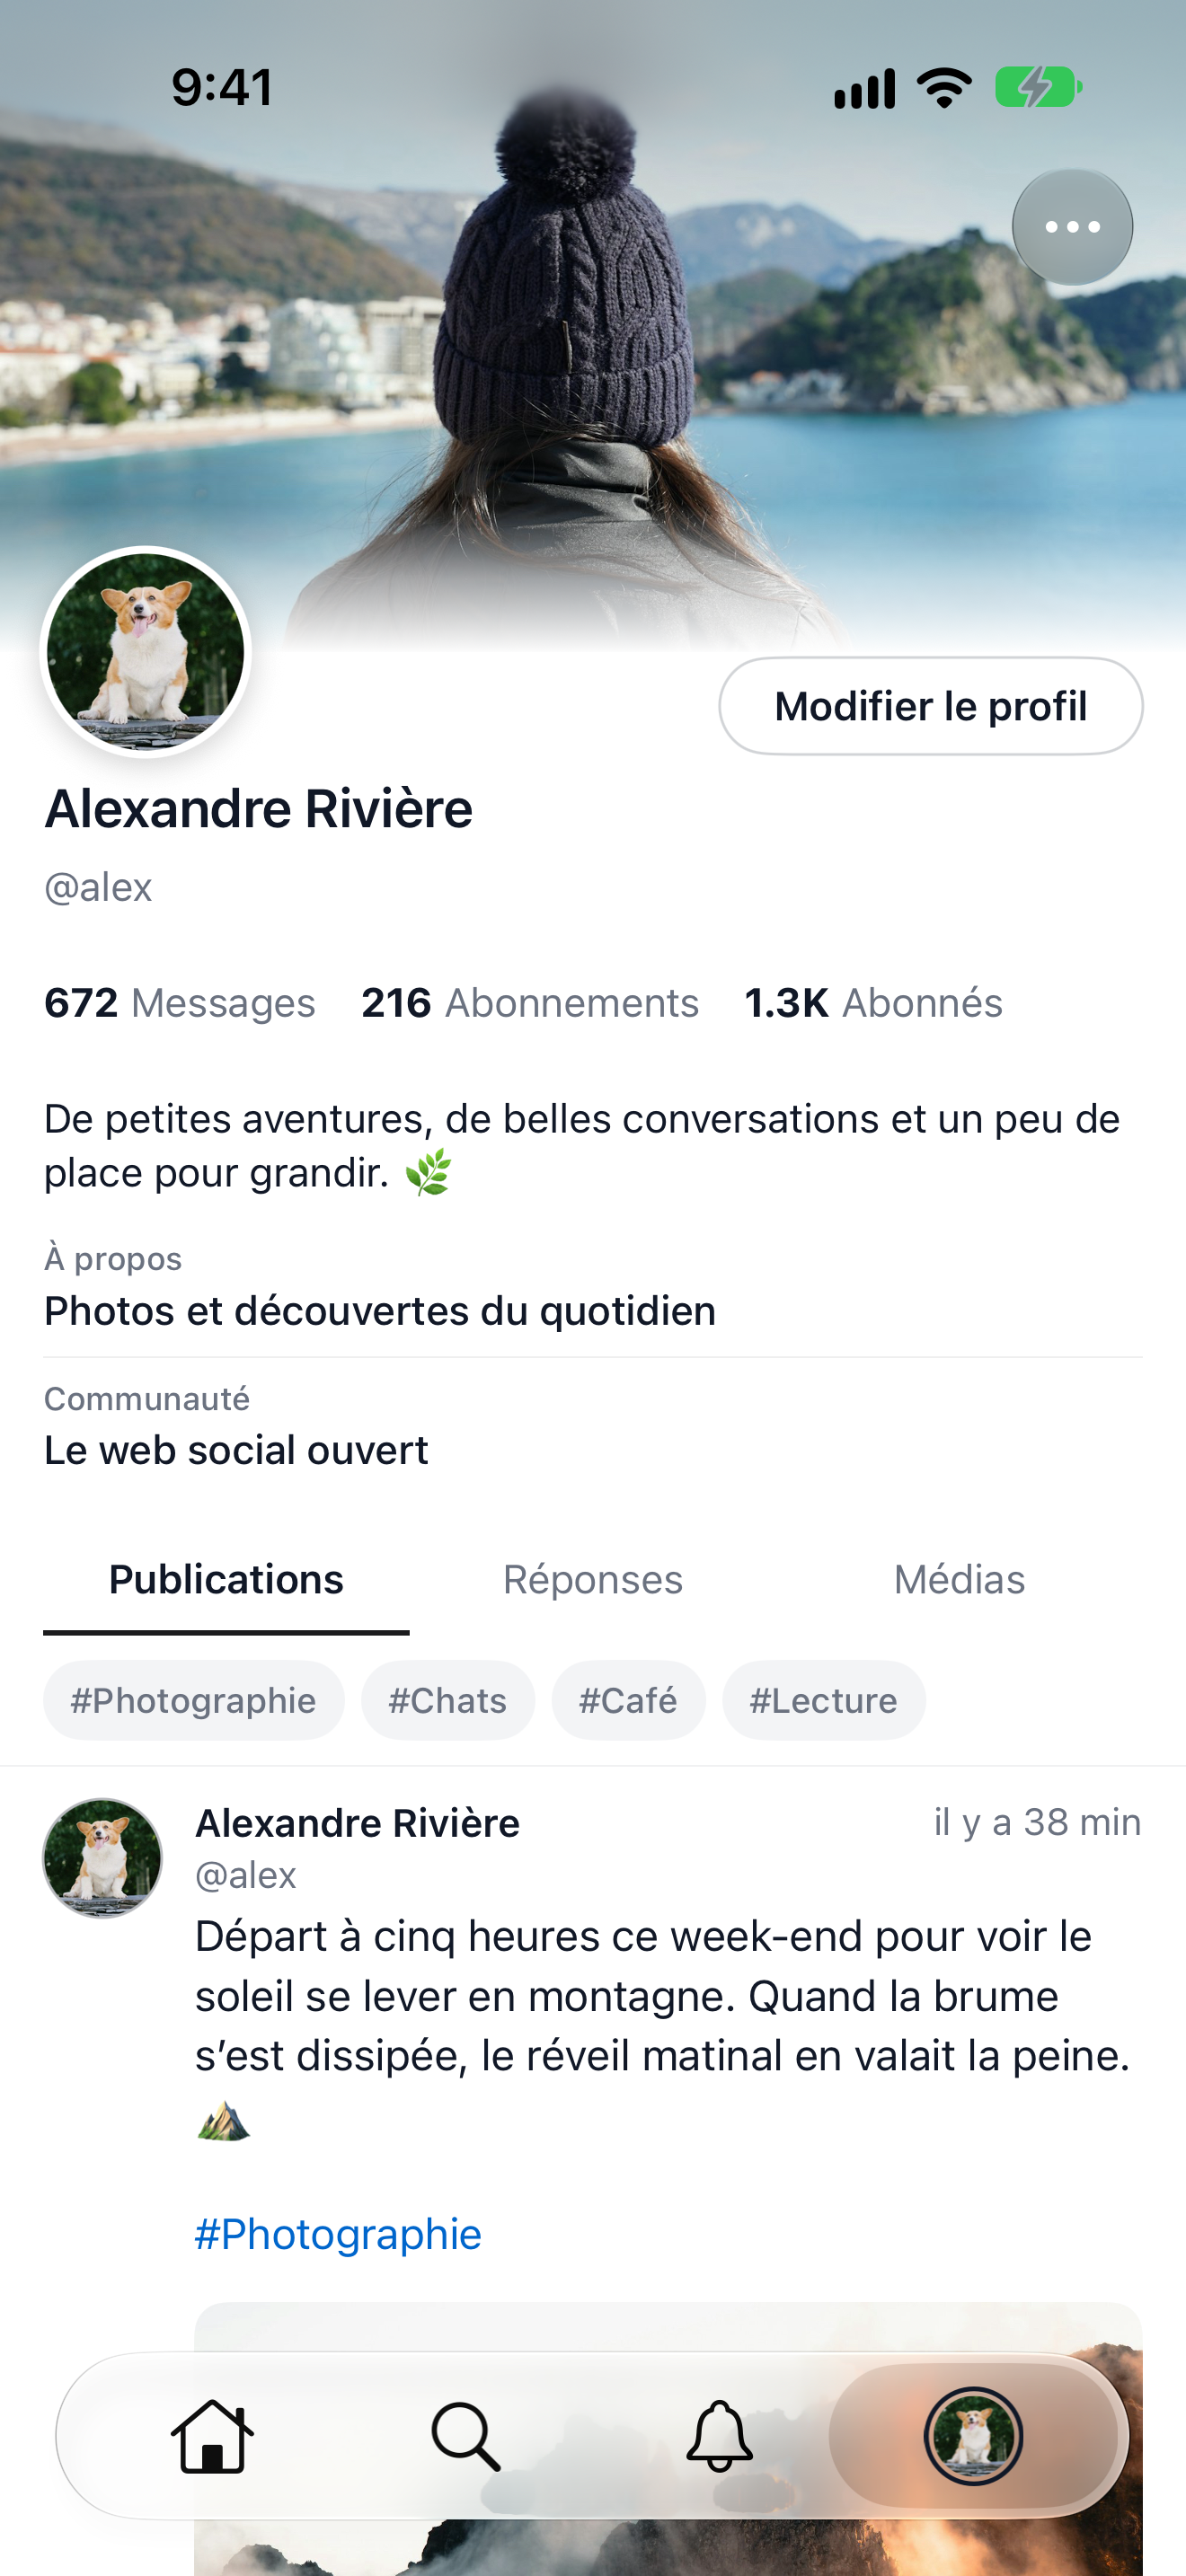 9:41
Modifier le profil
Alexandre Rivière
@alex
672 Messages 216 Abonnements 1.3K Abonnés
De petites aventures, de belles conversations et un peu de
place pour grandir. 🌿
À propos
Photos et découvertes du quotidien
Communauté
Le web social ouvert
Publications Réponses Médias
#Photographie #Chats #Café #Lecture
Alexandre Rivière il y a 38 min
@alex
Départ à cinq heures ce week-end pour voir le
soleil se lever en montagne. Quand la brume
s’est dissipée, le réveil matinal en valait la peine.
⛰️
#Photographie